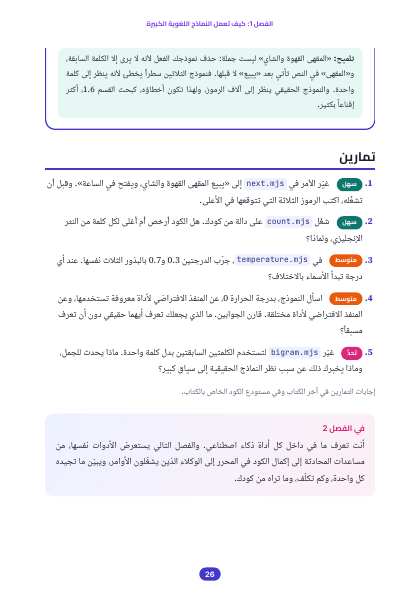 الفصل 1: كيف تعمل النماذج اللغوية الكبيرة
تلميح: «المقهى القهوة والشاي» ليست جملة: حذف نموذجك الفعل لأنه لا يرى إلا الكلمة السابقة،
و«المقهى» في النص تأتي بعد «يبيع» لا قبلها. فنموذج الثلاثين سطراً يخطئ لأنه ينظر إلى كلمة
واحدة. والنموذج الحقيقي ينظر إلى آلاف الرموز، ولهذا تكون أخطاؤه، كبحث القسم 1.6، أكثر
إقناعاً بكثير.
تمارين
1. سهل غيّر الأمر في next.mjs إلى «يبيع المقهى القهوة والشاي، ويفتح في الساعة». وقبل أن
تشغّله، اكتب الرموز الثلاثة التي تتوقعها في الأعلى.
2. سهل شغّل count.mjs على دالة من كودك. هل الكود أرخص أم أغلى لكل كلمة من النثر
الإنجليزي، ولماذا؟
3. متوسط في temperature.mjs، جرّب الدرجتين 0.3 و0.7 بالبذور الثلاث نفسها. عند أي
درجة تبدأ الأسماء بالاختلاف؟
4. متوسط اسأل النموذج، بدرجة الحرارة 0، عن المنفذ الافتراضي لأداة معروفة تستخدمها، وعن
المنفذ الافتراضي لأداة مختلقة. قارن الجوابين. ما الذي يجعلك تعرف أيهما حقيقي دون أن تعرف
مسبقاً؟
5. تحدٍّ غيّر bigram.mjs لتستخدم الكلمتين السابقتين بدل كلمة واحدة. ماذا يحدث للجمل،
وماذا يخبرك ذلك عن سبب نظر النماذج الحقيقية إلى سياق كبير؟
إجابات التمارين في آخر الكتاب وفي مستودع الكود الخاص بالكتاب.
في الفصل 2
أنت تعرف ما في داخل كل أداة ذكاء اصطناعي. والفصل التالي يستعرض الأدوات نفسها، من
مساعدات المحادثة إلى إكمال الكود في المحرر إلى الوكلاء الذين يشغّلون الأوامر، ويبيّن ما تجيده
كل واحدة، وكم تكلّف، وما تراه من كودك.
26